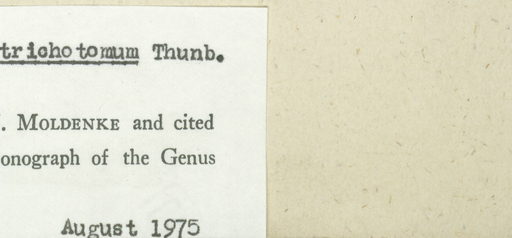 trichotomum Thunb.
. MOLDENKE and cited
onograph of the Genus
August 1975